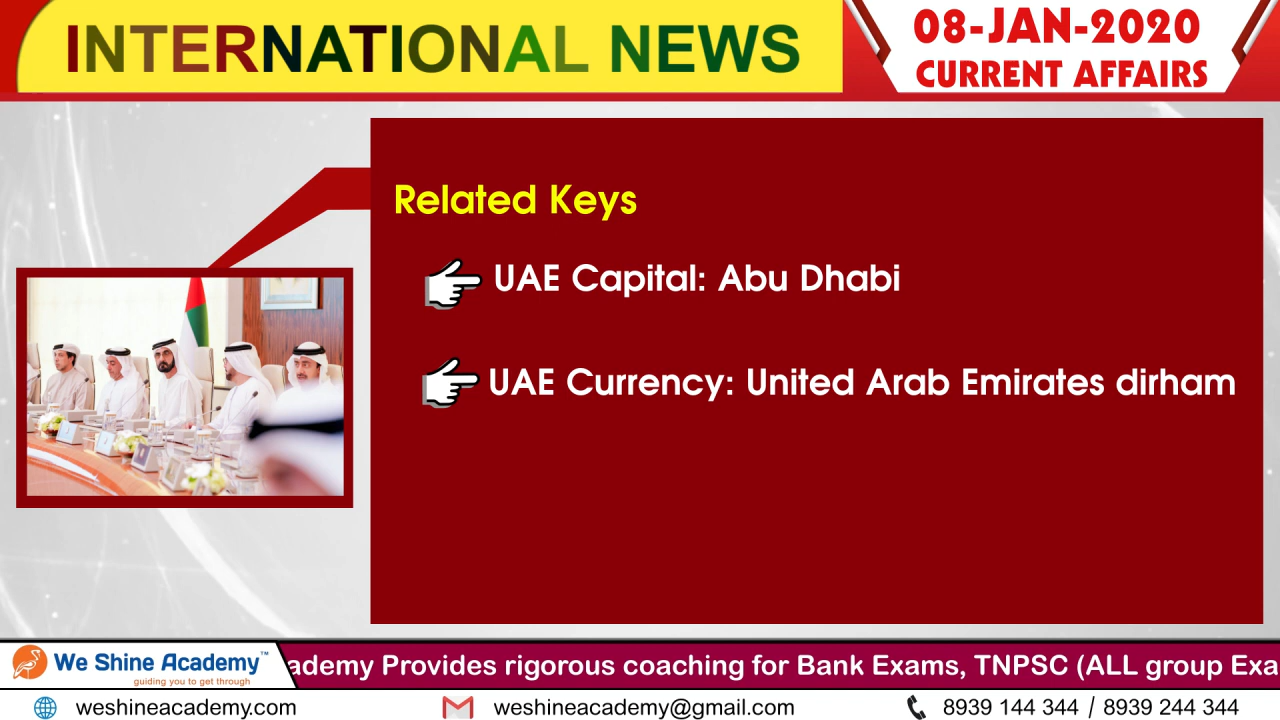 INTERNATIONAL NEWS
08-JAN-2020
CURRENT AFFAIRS
Related Keys
UAE Capital: Abu Dhabi
UAE Currency: United Arab Emirates dirham
We Shine Academy™
guiding you to get through
ademy Provides rigorous coaching for Bank Exams, TNPSC (ALL group Exa
weshineacademy.com
weshineacademy@gmail.com
8939 144 344 / 8939 244 344